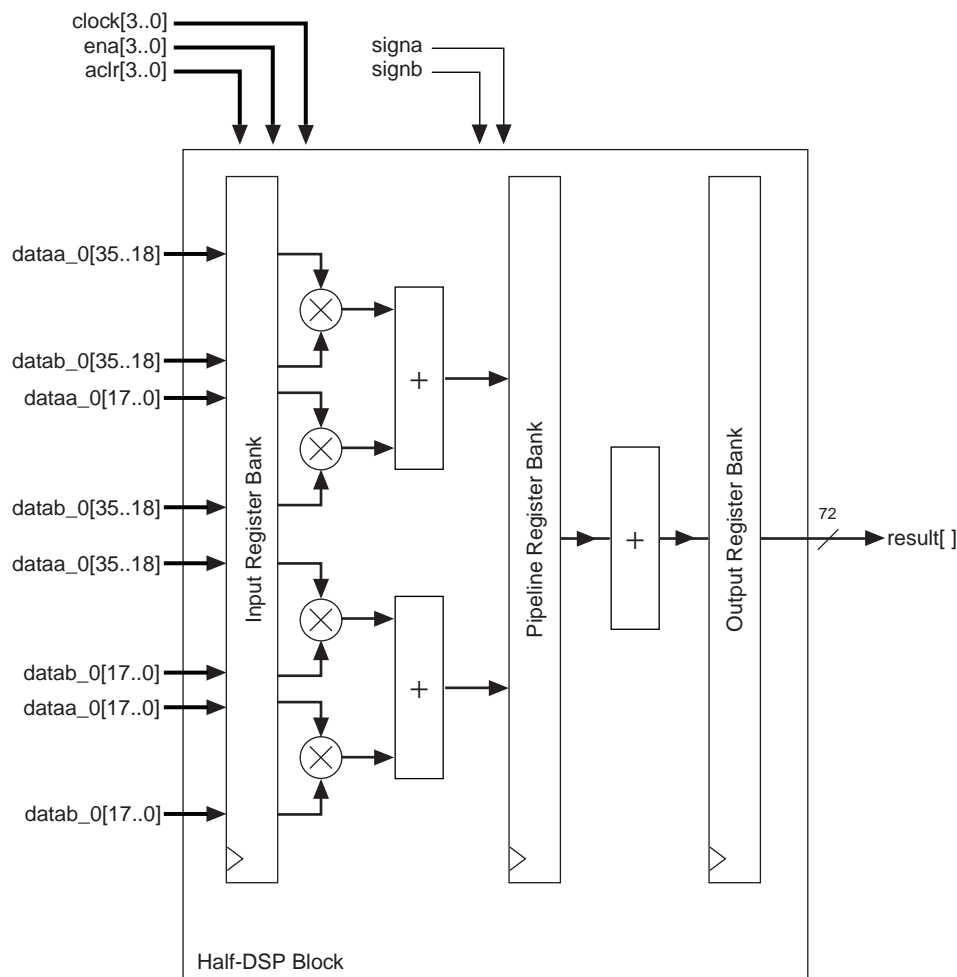 clock[3..0]
ena[3..0]
aclr[3..0]
signa
signb
dataa_0[35..18]
datab_0[35..18]
dataa_0[17..0]
datab_0[35..18]
dataa_0[35..18]
datab_0[17..0]
dataa_0[17..0]
datab_0[17..0]
Input Register Bank
+
+
Pipeline Register Bank
+
Output Register Bank
72
result[ ]
Half-DSP Block